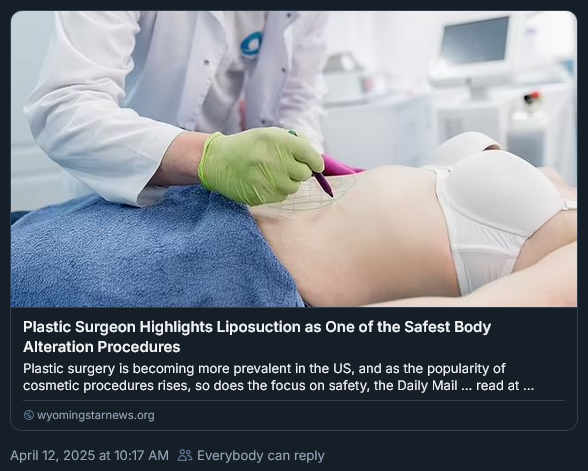 Plastic Surgeon Highlights Liposuction as One of the Safest Body
Alteration Procedures
Plastic surgery is becoming more prevalent in the US, and as the popularity of
cosmetic procedures rises, so does the focus on safety, the Daily Mail ... read at ...
wyomingstarnews.org
April 12, 2025 at 10:17 AM Everybody can reply